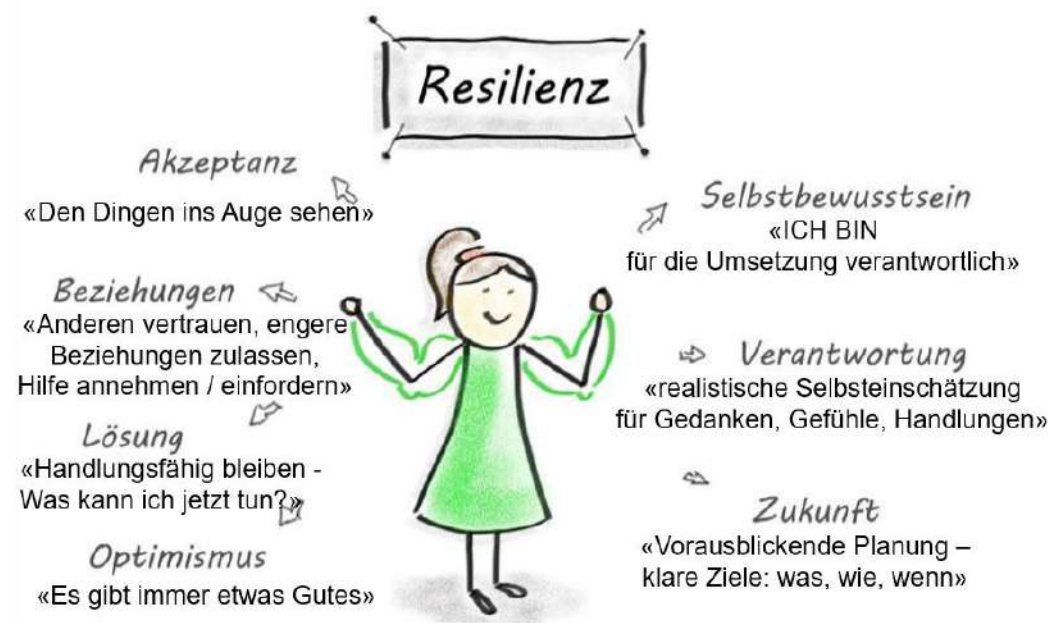 Resilienz
Akzeptanz
«Den Dingen ins Auge sehen»
Beziehungen
«Anderen vertrauen, engere
Beziehungen zulassen,
Hilfe annehmen / einfordern»
Lösung
«Handlungsfähig bleiben -
Was kann ich jetzt tun?»
Optimismus
«Es gibt immer etwas Gutes»
Selbstbewusstsein
«ICH BIN
für die Umsetzung verantwortlich»
Verantwortung
«realistische Selbsteinschätzung
für Gedanken, Gefühle, Handlungen»
Zukunft
«Vorausblickende Planung –
klare Ziele: was, wie, wenn»